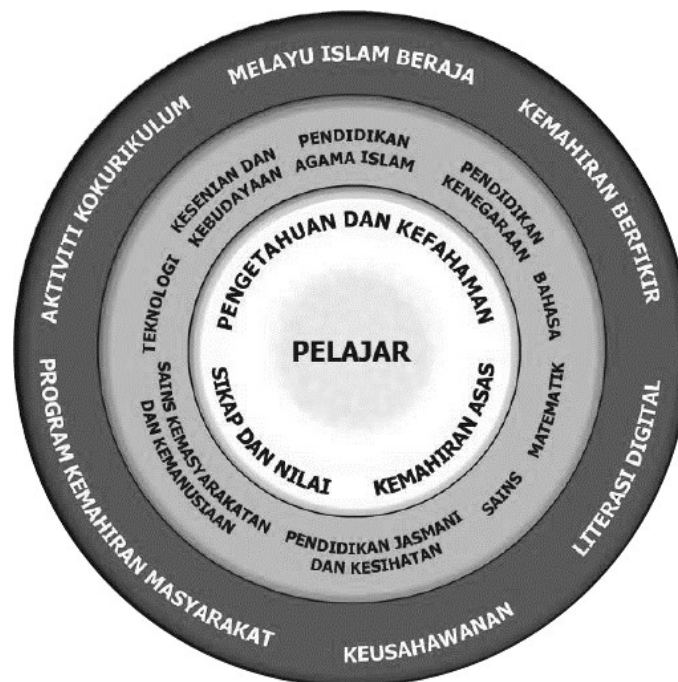 MELAYU ISLAM BERAJA
KEMAHIRAN BERFIKIR
LITERASI DIGITAL
KEUSAHAWANAN
PROGRAM KEMAHIRAN MASYARAKAT
AKTIVITI KOKURIKULUM
PENDIDIKAN
AGAMA ISLAM
PENDIDIKAN
KENEGARAAN
BAHASA
MATEMATIK
SAINS
PENDIDIKAN JASMANI
DAN KESIHATAN
SAINS KEMASYARAKATAN
DAN KEMANUSIAAN
TEKNOLOGI
KESENIAN DAN
KEBUDAYAAN
PENGETAHUAN DAN KEFAHAMAN
KEMAHIRAN ASAS
SIKAP DAN NILAI
PELAJAR